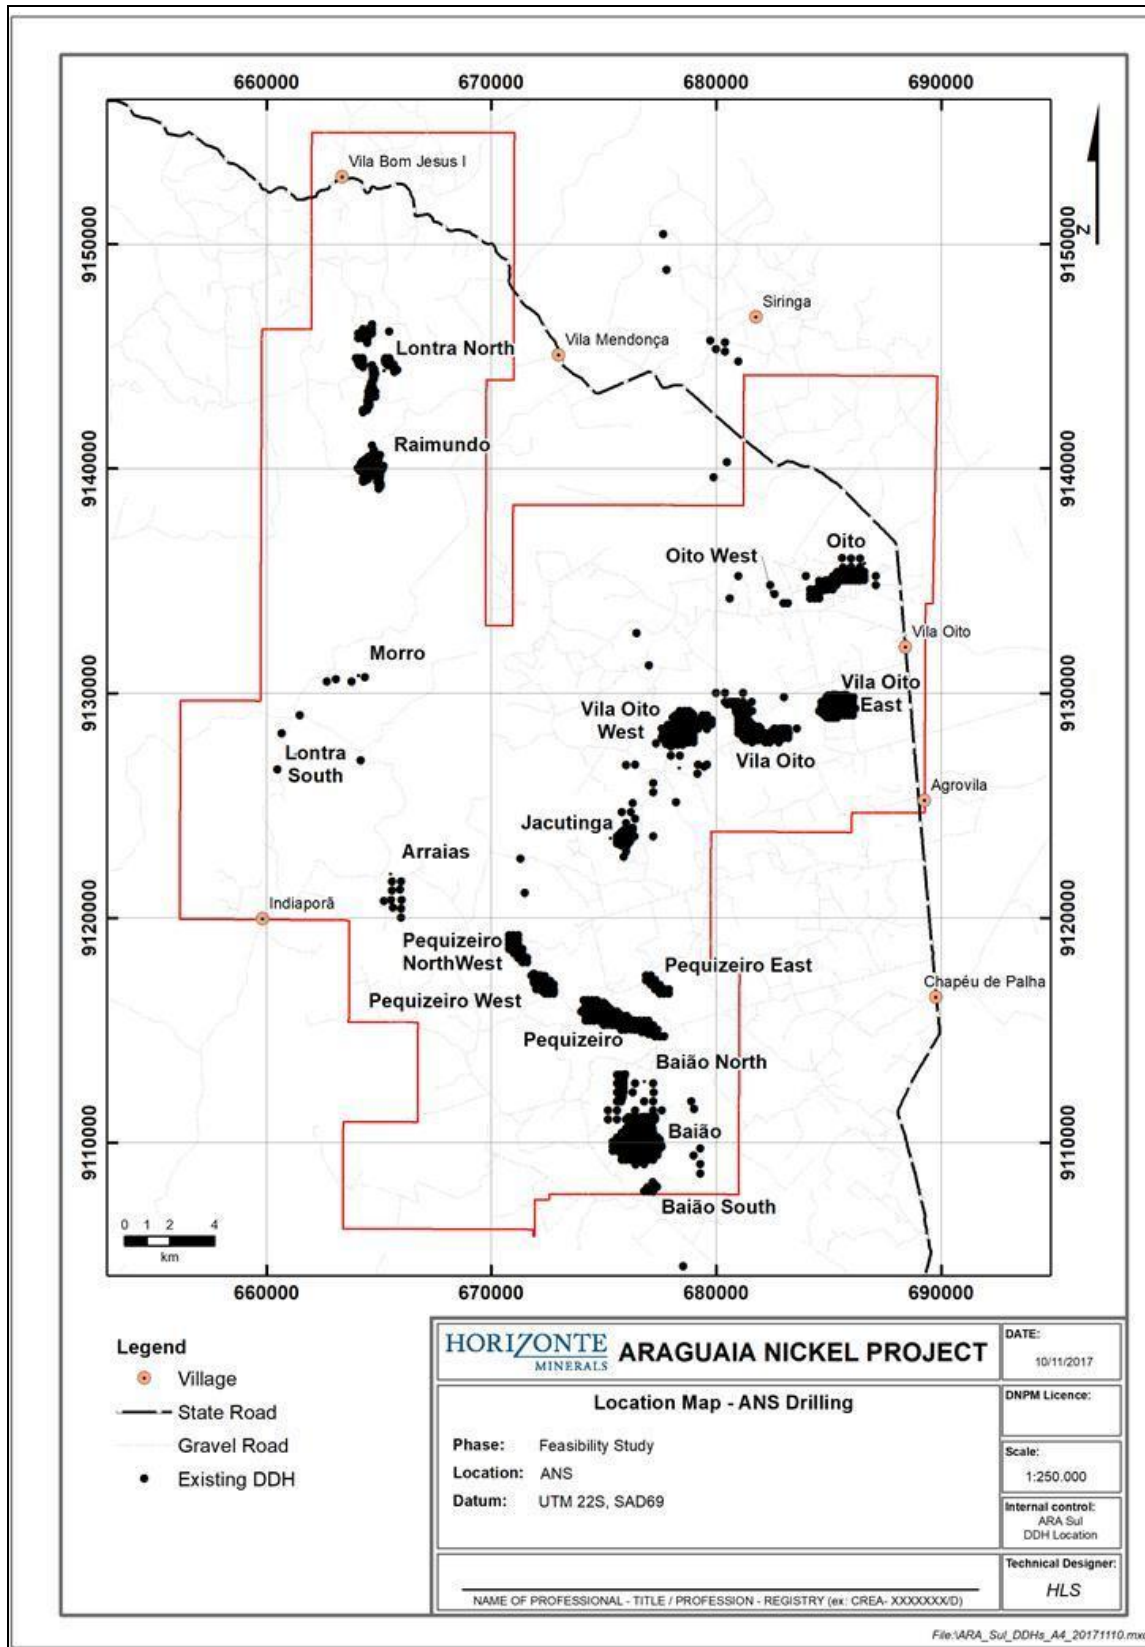 660000 670000 680000 690000
Vila Bom Jesus I
9150000
9150000
N
Siringa
Vila Mendonça
Lontra North
Raimundo
9140000
9140000
Oito
Oito West
Vila Oito
Morro
9130000
9130000
Vila Oito
East
Vila Oito
West
Lontra
South
Vila Oito
Agrovila
Jacutinga
Arraias
Indiaporã
9120000
9120000
Pequizeiro
NorthWest
Pequizeiro East
Chapéu de Palha
Pequizeiro West
Pequizeiro
Baião North
Baião
9110000
9110000
Baião South
0 1 2 4
km
660000 670000 680000 690000
Legend
Village
State Road
Gravel Road
Existing DDH
HORIZONTE
MINERALS
ARAGUAIA NICKEL PROJECT
DATE:
10/11/2017
Location Map - ANS Drilling
Phase: Feasibility Study
Location: ANS
Datum: UTM 22S, SAD69
DNPM Licence:
Scale:
1:250.000
Internal control:
ARA Sul
DDH Location
Technical Designer:
HLS
NAME OF PROFESSIONAL - TITLE / PROFESSION - REGISTRY (ex: CREA- XXXXXXX/D)
File:\ARA_Sul_DDHs_A4_20171110.mxd